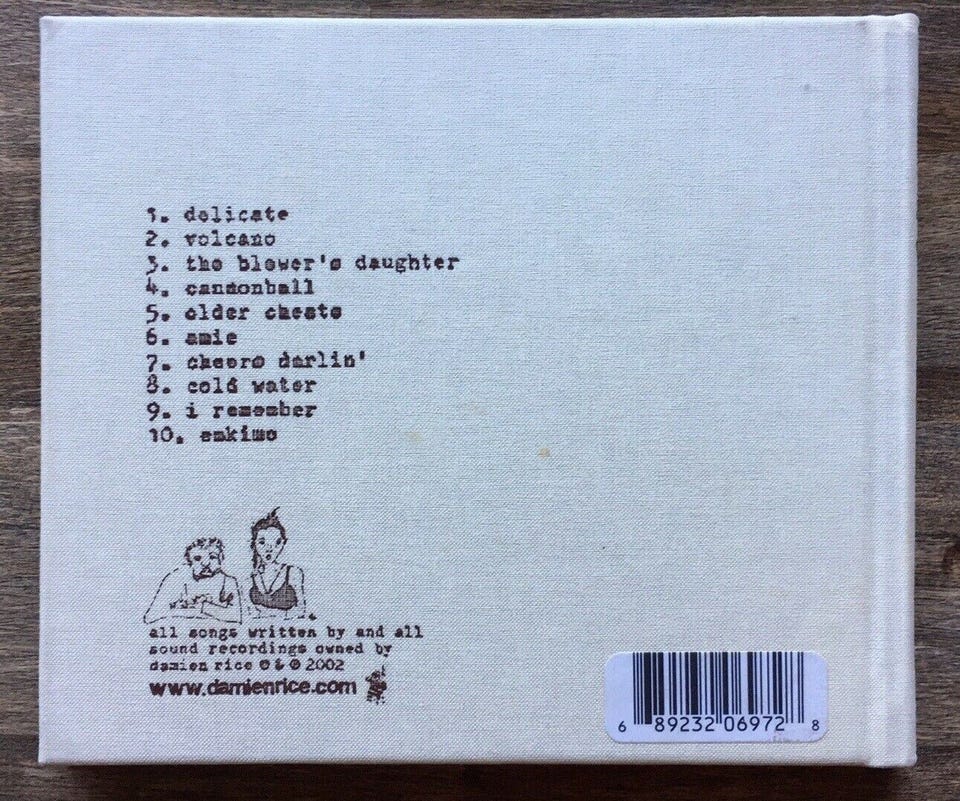 1. delicate
2. volcano
3. the blower's daughter
4. cannonball
5. older chests
6. amie
7. cheers darlin'
8. cold water
9. i remember
10. eskimo
all songs written by and all
sound recordings owned by
damien rice © & ℗ 2002
www.damienrice.com
6 89232 06972 8